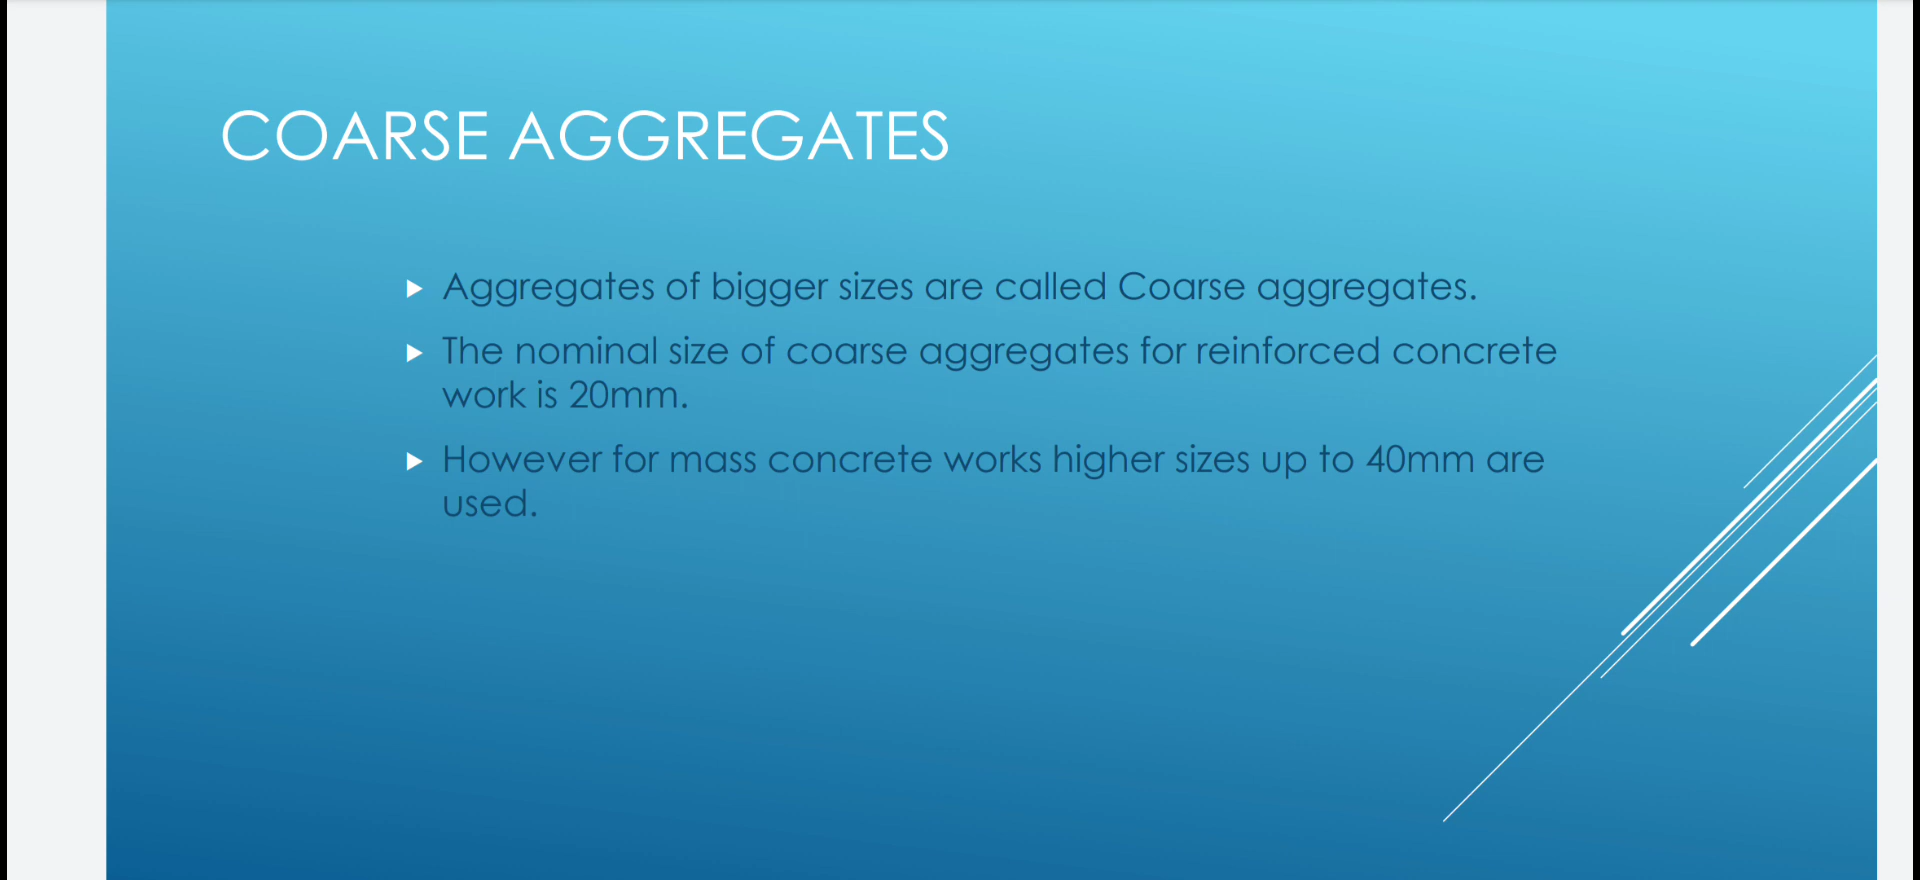 COARSE AGGREGATES
Aggregates of bigger sizes are called Coarse aggregates.
The nominal size of coarse aggregates for reinforced concrete
work is 20mm.
However for mass concrete works higher sizes up to 40mm are
used.